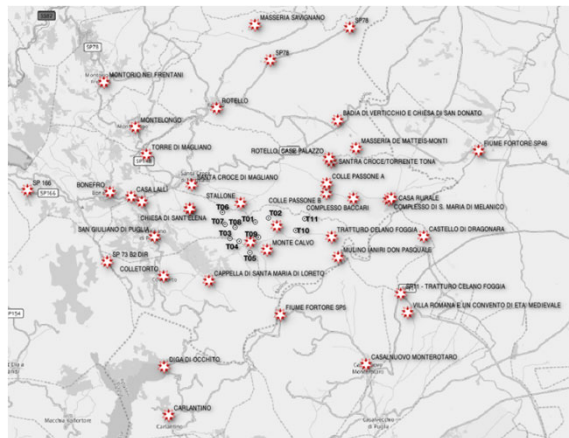 MASSERIA SAVIGNANO
SP78
SP78
SP78
MONTORIO NEI FRENTANI
ROTELLO
BADIA DI VERTICCHIO E CHIESA DI SAN DONATO
MONTELONGO
MASSERIA DE MATTEIS-MONTI
FIUME FORTORE SP46
TORRE DI MAGLIANO
SANTRA CROCE/TORRENTE TONA
SANTA CROCE DI MAGLIANO
COLLE PASSONE A
SP 166
SP166
BONEFRO
CASA LALLI
STALLONE
COLLE PASSONE B
COMPLESSO BACCARI
CASA RURALE
COMPLESSO DI S. MARIA DI MELANICO
CHIESA DI SANT'ELENA
T06
T02
T11
T07
T01
T08
T10
SAN GIULIANO DI PUGLIA
T03
T09
TRATTURO CELANO FOGGIA
CASTELLO DI DRAGONARA
T04
MONTE CALVO
T05
MULINO IANIRI DON PASQUALE
SP 73 B2 DIR
COLLETORTO
CAPPELLA DI SANTA MARIA DI LORETO
SP11 - TRATTURO CELANO FOGGIA
FIUME FORTORE SP5
VILLA ROMANA E UN CONVENTO DI ETAI MEDIEVALE
P154
CASALNUOVO MONTEROTARO
DIGA DI OCCHITO
CARLANTINO
Carlantino